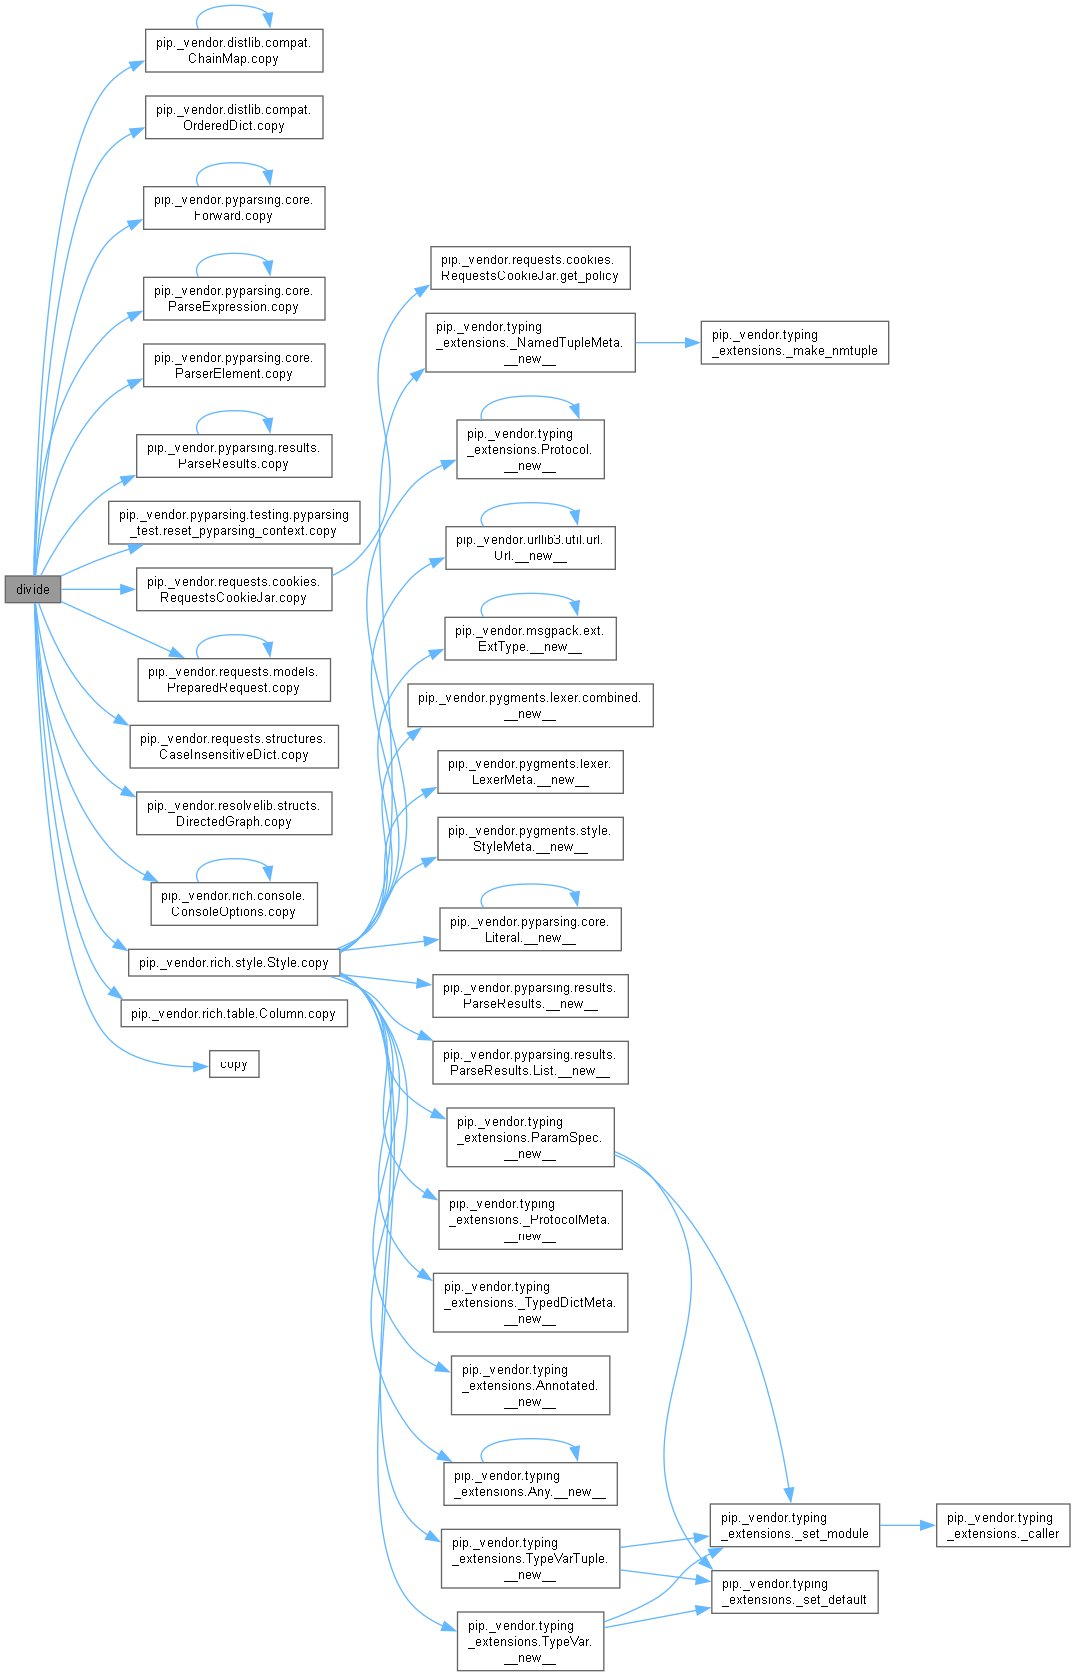 divide
pip._vendor.distlib.compat.
ChainMap.copy
pip._vendor.distlib.compat.
OrderedDict.copy
pip._vendor.pyparsing.core.
Forward.copy
pip._vendor.pyparsing.core.
ParseExpression.copy
pip._vendor.pyparsing.core.
ParserElement.copy
pip._vendor.pyparsing.results.
ParseResults.copy
pip._vendor.pyparsing.testing.pyparsing
_test.reset_pyparsing_context.copy
pip._vendor.requests.cookies.
RequestsCookieJar.copy
pip._vendor.requests.models.
PreparedRequest.copy
pip._vendor.requests.structures.
CaseInsensitiveDict.copy
pip._vendor.resolvelib.structs.
DirectedGraph.copy
pip._vendor.rich.console.
ConsoleOptions.copy
pip._vendor.rich.style.Style.copy
pip._vendor.rich.table.Column.copy
copy
pip._vendor.requests.cookies.
RequestsCookieJar.get_policy
pip._vendor.typing
_extensions._NamedTupleMeta.
__new__
pip._vendor.typing
_extensions.Protocol.
__new__
pip._vendor.urllib3.util.url.
Url.__new__
pip._vendor.msgpack.ext.
ExtType.__new__
pip._vendor.pygments.lexer.combined.
__new__
pip._vendor.pygments.lexer.
LexerMeta.__new__
pip._vendor.pygments.style.
StyleMeta.__new__
pip._vendor.pyparsing.core.
Literal.__new__
pip._vendor.pyparsing.results.
ParseResults.__new__
pip._vendor.pyparsing.results.
ParseResults.List.__new__
pip._vendor.typing
_extensions.ParamSpec.
__new__
pip._vendor.typing
_extensions._ProtocolMeta.
__new__
pip._vendor.typing
_extensions._TypedDictMeta.
__new__
pip._vendor.typing
_extensions.Annotated.
__new__
pip._vendor.typing
_extensions.Any.__new__
pip._vendor.typing
_extensions.TypeVarTuple.
__new__
pip._vendor.typing
_extensions.TypeVar.
__new__
pip._vendor.typing
_extensions._make_nmtuple
pip._vendor.typing
_extensions._set_module
pip._vendor.typing
_extensions._set_default
pip._vendor.typing
_extensions._caller